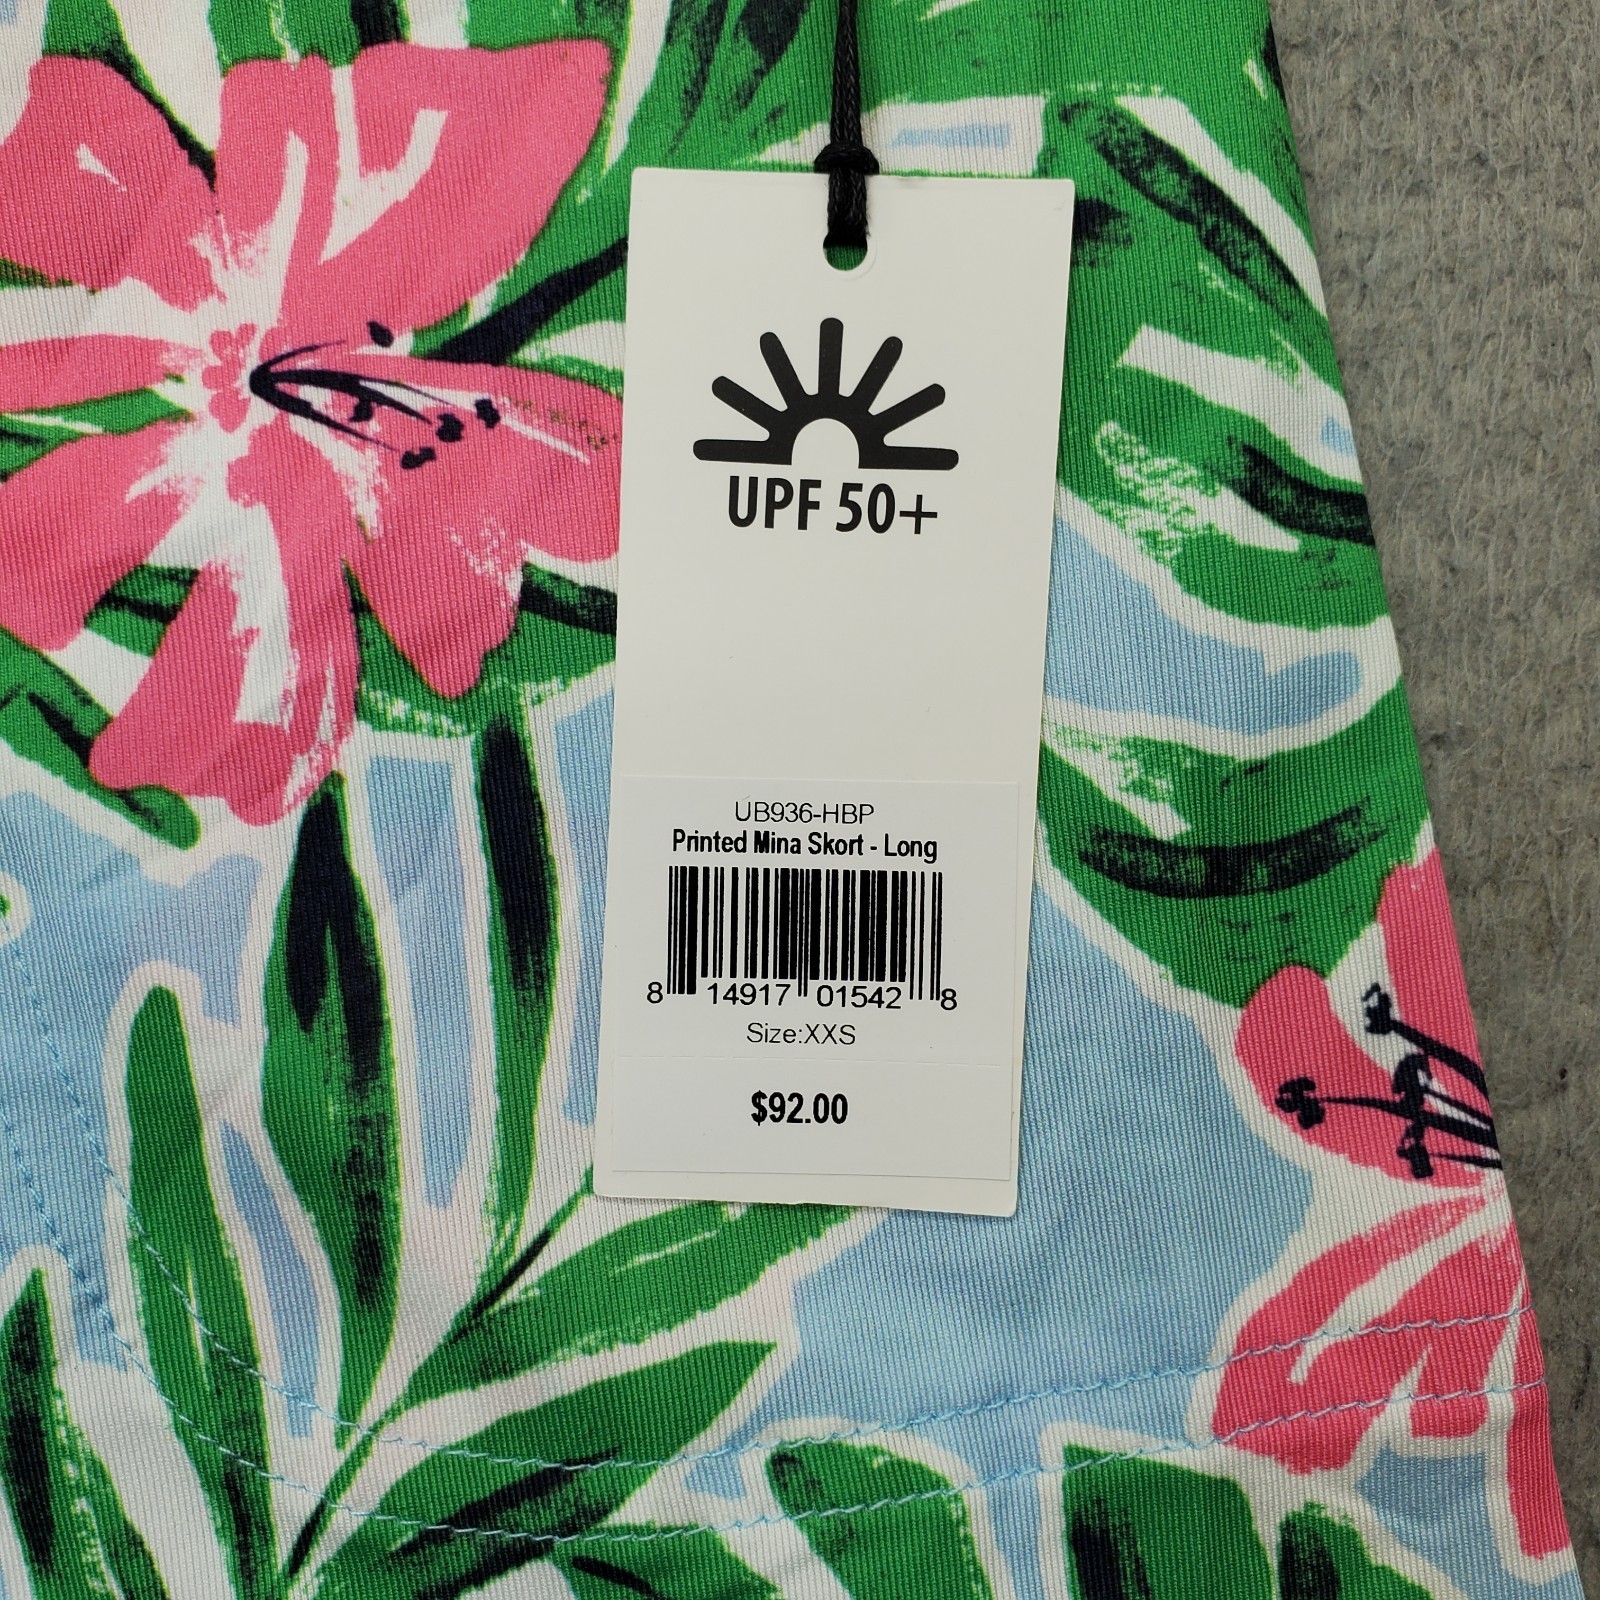 UPF 50+
UB936-HBP
Printed Mina Skort - Long
8 14917 01542 8
Size:XXS
$92.00